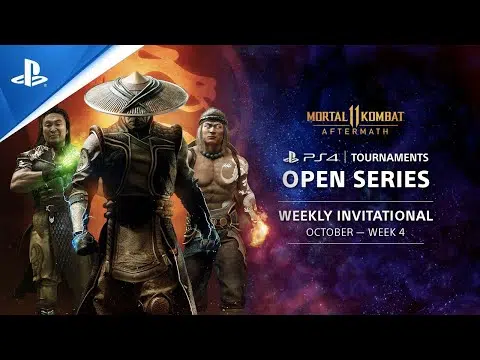 MORTAL 11 KOMBAT
AFTERMATH
PS4 | TOURNAMENTS
OPEN SERIES
WEEKLY INVITATIONAL
OCTOBER — WEEK 4